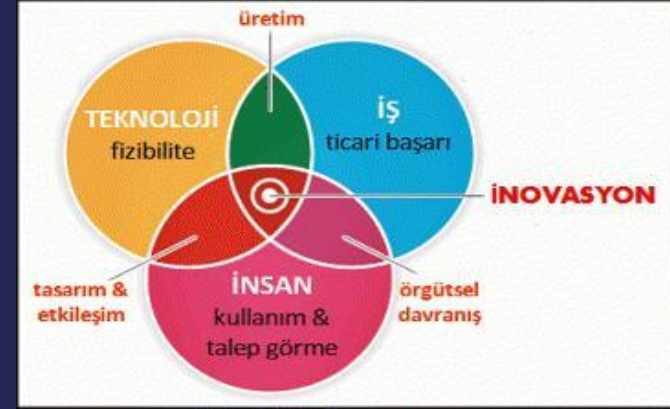 üretim
TEKNOLOJİ
fizibilite
İŞ
ticari başarı
İNOVASYON
tasarım &
etkileşim
İNSAN
kullanım &
talep görme
örgütsel
davranış